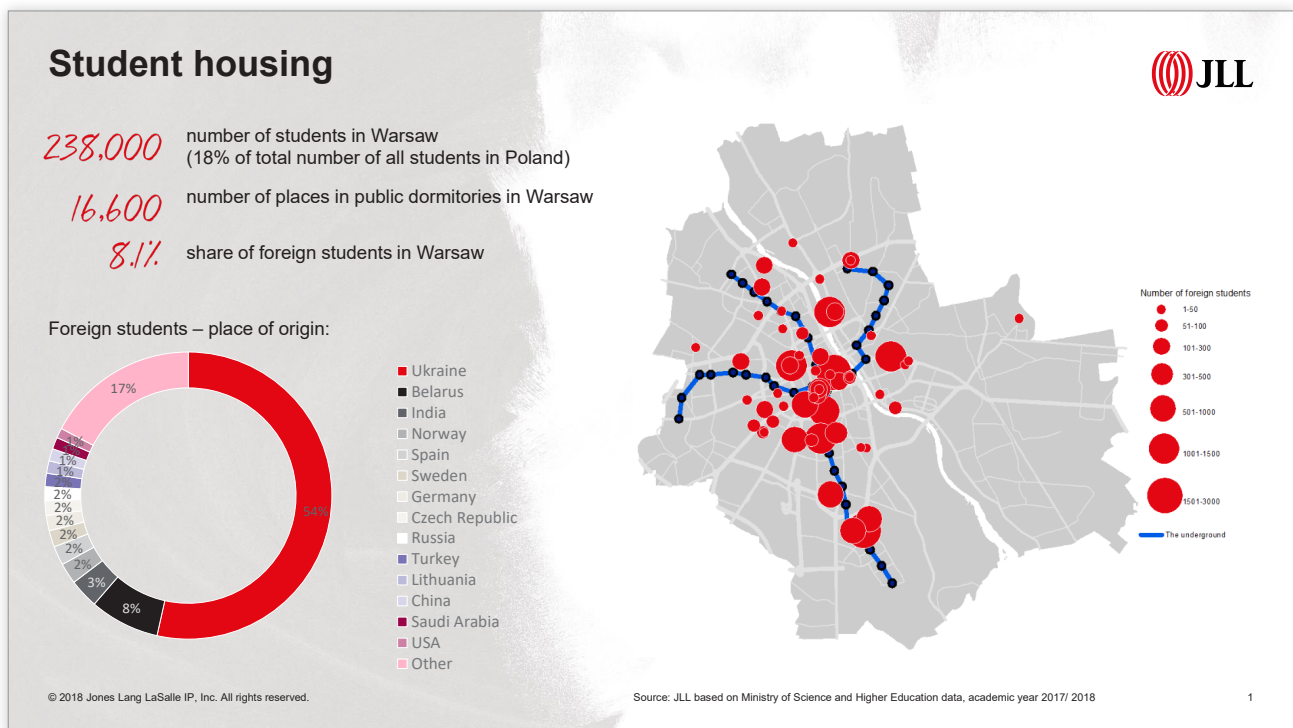 Student housing
JLL
238,000
number of students in Warsaw
(18% of total number of all students in Poland)
16,600
number of places in public dormitories in Warsaw
8.1%
share of foreign students in Warsaw
Foreign students – place of origin:
17%
1%
1%
1%
1%
2%
2%
2%
2%
2%
2%
2%
3%
8%
54%
Ukraine
Belarus
India
Norway
Spain
Sweden
Germany
Czech Republic
Russia
Turkey
Lithuania
China
Saudi Arabia
USA
Other
Number of foreign students
1-50
51-100
101-300
301-500
501-1000
1001-1500
1501-3000
The underground
© 2018 Jones Lang LaSalle IP, Inc. All rights reserved.
Source: JLL based on Ministry of Science and Higher Education data, academic year 2017/ 2018
1